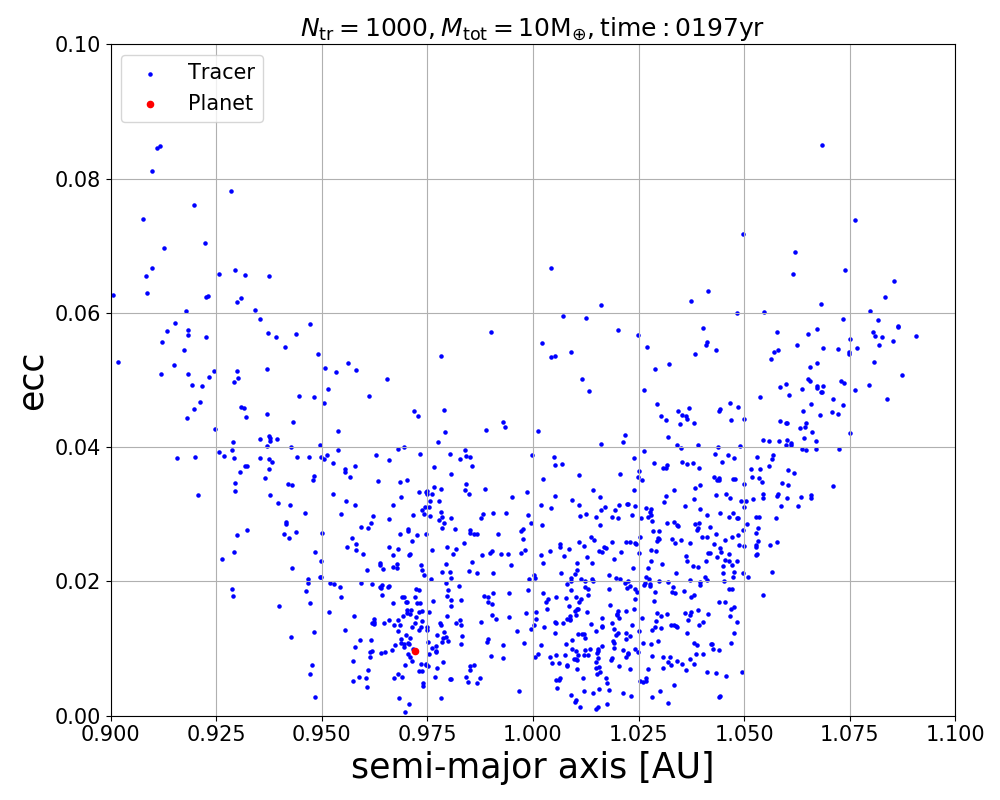 N_tr = 1000, M_tot = 10M_⊕, time : 0197yr
Tracer
Planet
0.10
0.08
0.06
0.04
0.02
0.00
ecc
0.900 0.925 0.950 0.975 1.000 1.025 1.050 1.075 1.100
semi-major axis [AU]